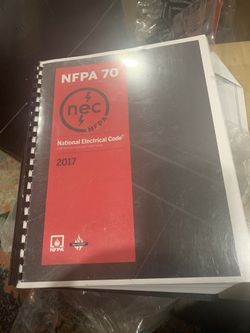 NFPA 70®
nec®
NFPA
National Electrical Code®
2017
NFPA